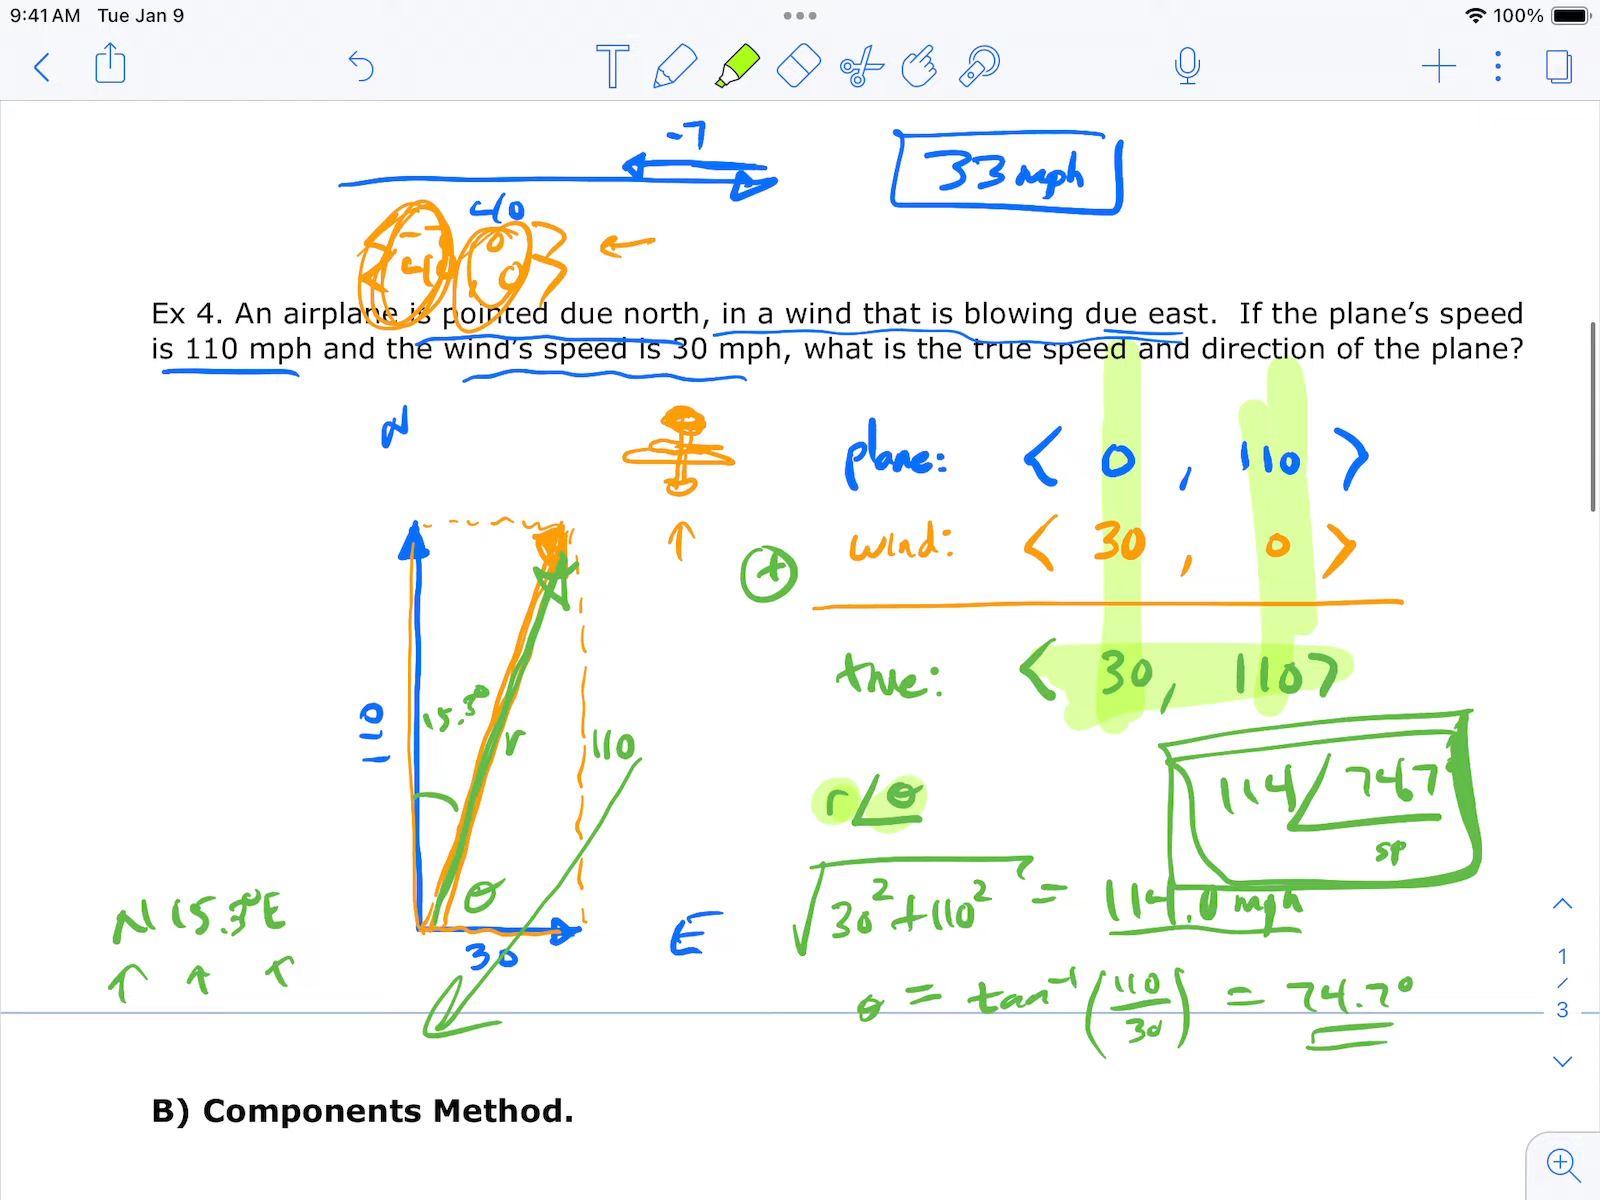 9:41 AM Tue Jan 9
100%
-7
33 mph
40
Ex 4. An airplane is pointed due north, in a wind that is blowing due east. If the plane's speed
is 110 mph and the wind's speed is 30 mph, what is the true speed and direction of the plane?
N
plane: < 0 , 110 >
wind: < 30 , 0 >
+
true: < 30, 110>
110
15.3°
r
110
r∠θ
114∠74.7°
sp
θ
N 15.3°E
30
E
√30²+110² = 114.0 mph
θ = tan⁻¹(110/30) = 74.7°
1
/
3
B) Components Method.